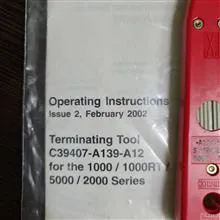 Operating Instructions
Issue 2, February 2002
Terminating Tool
C39407-A139-A12
for the 1000 / 1000RT /
5000 / 2000 Series